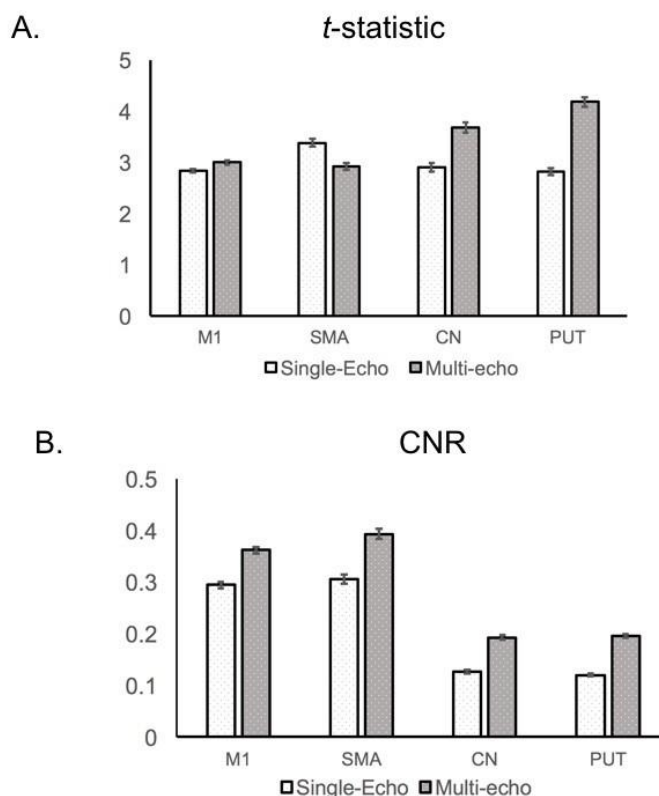 A. t-statistic
5
4
3
2
1
0
M1 SMA CN PUT
Single-Echo Multi-echo
B. CNR
0.5
0.4
0.3
0.2
0.1
0
M1 SMA CN PUT
Single-Echo Multi-echo